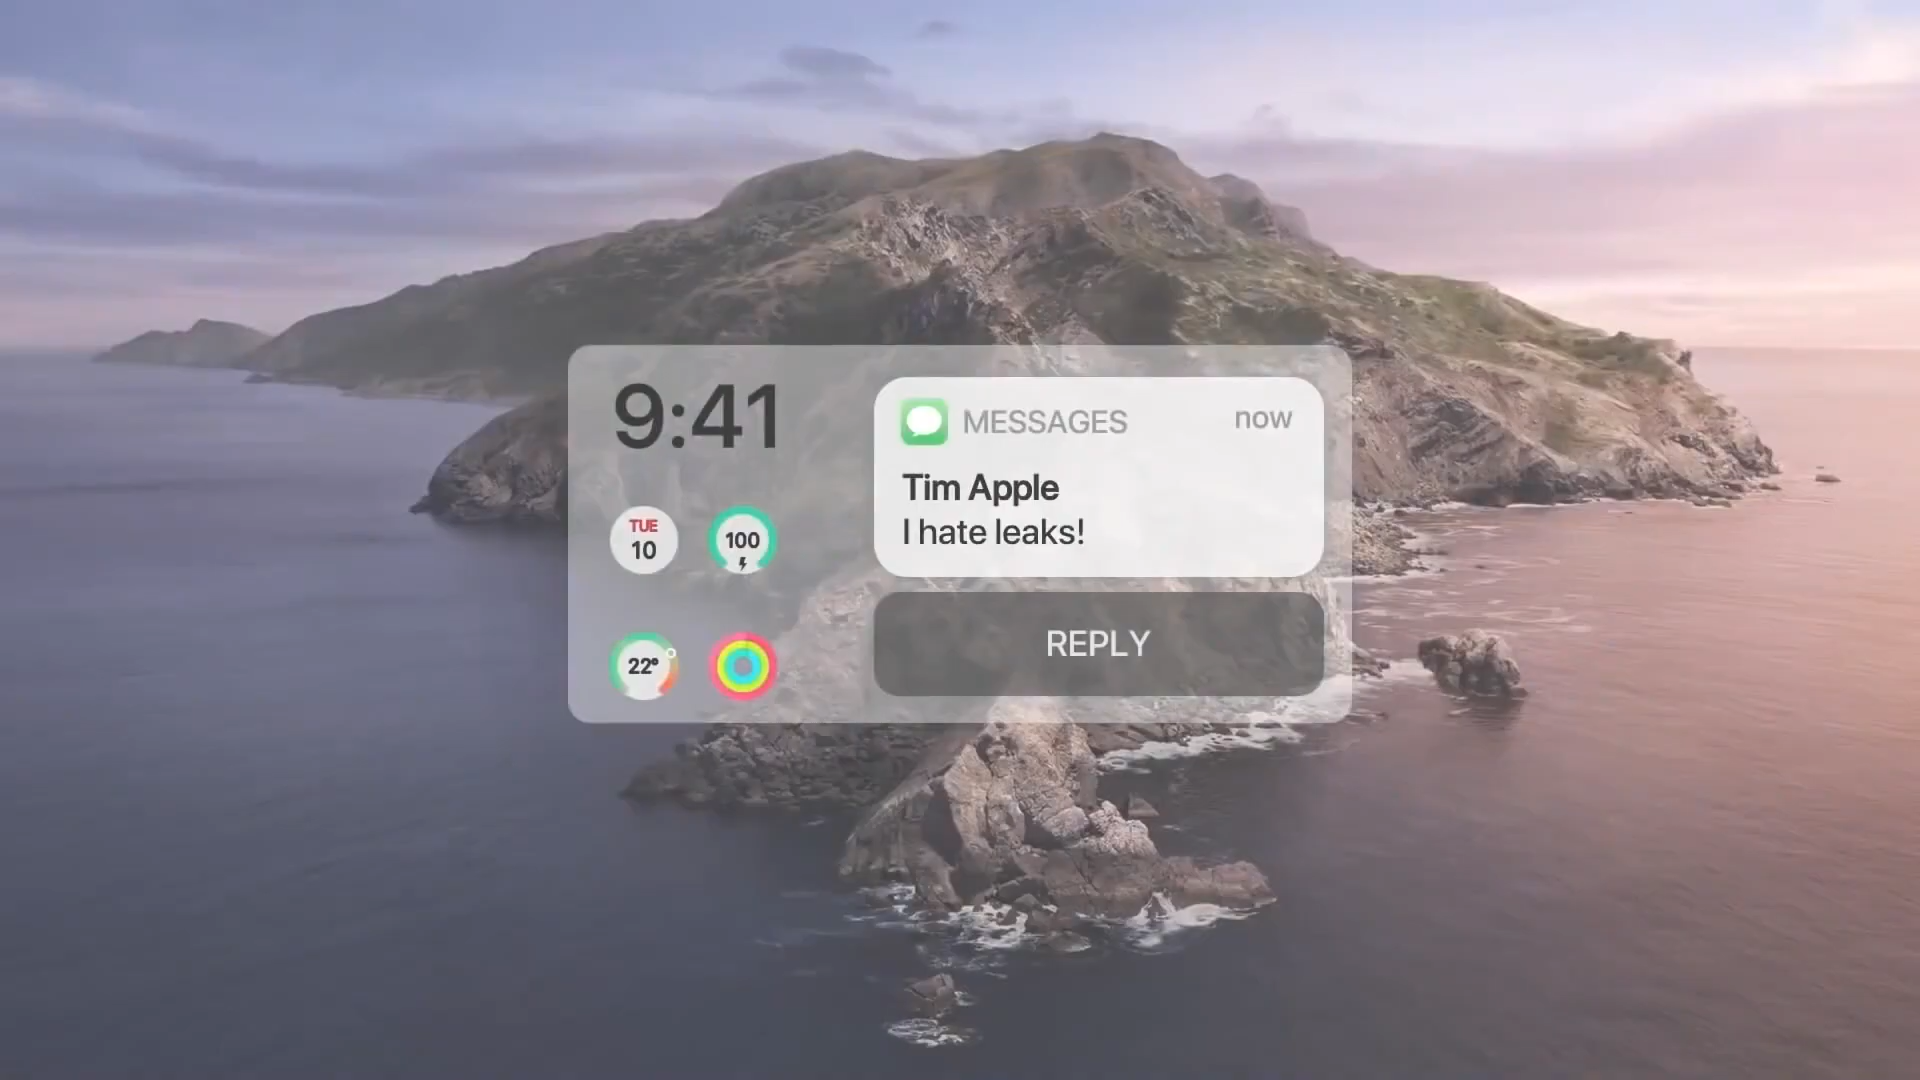 9:41
TUE
10
100
22°
MESSAGES
now
Tim Apple
I hate leaks!
REPLY